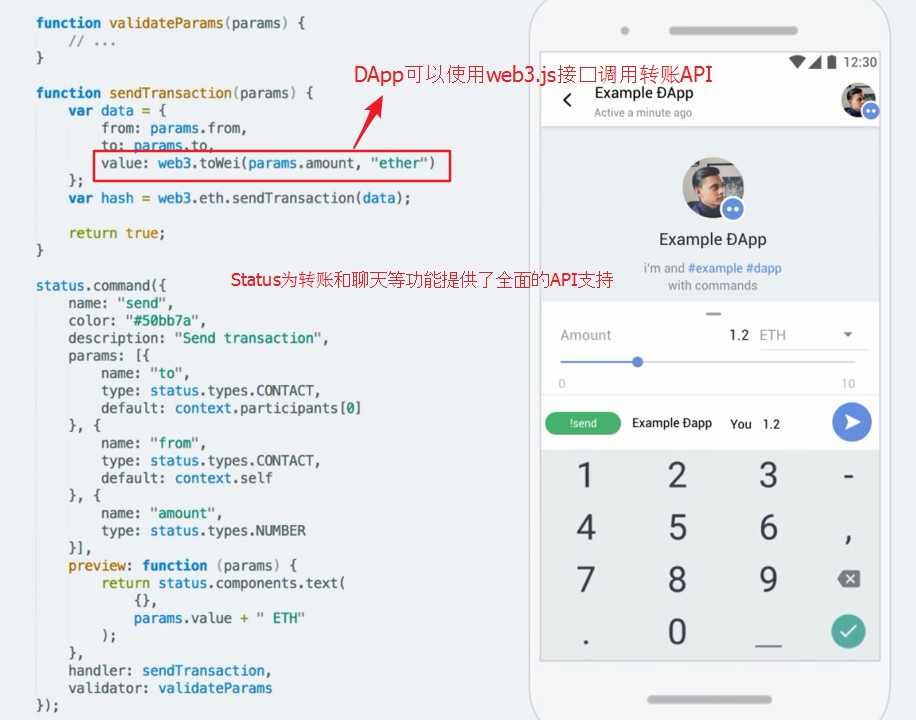 function validateParams(params) {
// ...
}
function sendTransaction(params) {
var data = {
from: params.from,
to: params.to,
value: web3.toWei(params.amount, "ether")
};
var hash = web3.eth.sendTransaction(data);
return true;
}
status.command({
name: "send",
color: "#50bb7a",
description: "Send transaction",
params: [{
name: "to",
type: status.types.CONTACT,
default: context.participants[0]
}, {
name: "from",
type: status.types.CONTACT,
default: context.self
}, {
name: "amount",
type: status.types.NUMBER
}],
preview: function (params) {
return status.components.text(
{},
params.value + " ETH"
);
},
handler: sendTransaction,
validator: validateParams
});
DApp可以使用web3.js接口调用转账API
Status为转账和聊天等功能提供了全面的API支持
12:30
Example ĐApp
Active a minute ago
Example ĐApp
i'm and #example #dapp
with commands
Amount 1.2 ETH
0 10
!send Example Đapp You 1.2
1 2 3 -
4 5 6 ,
7 8 9
. 0 _